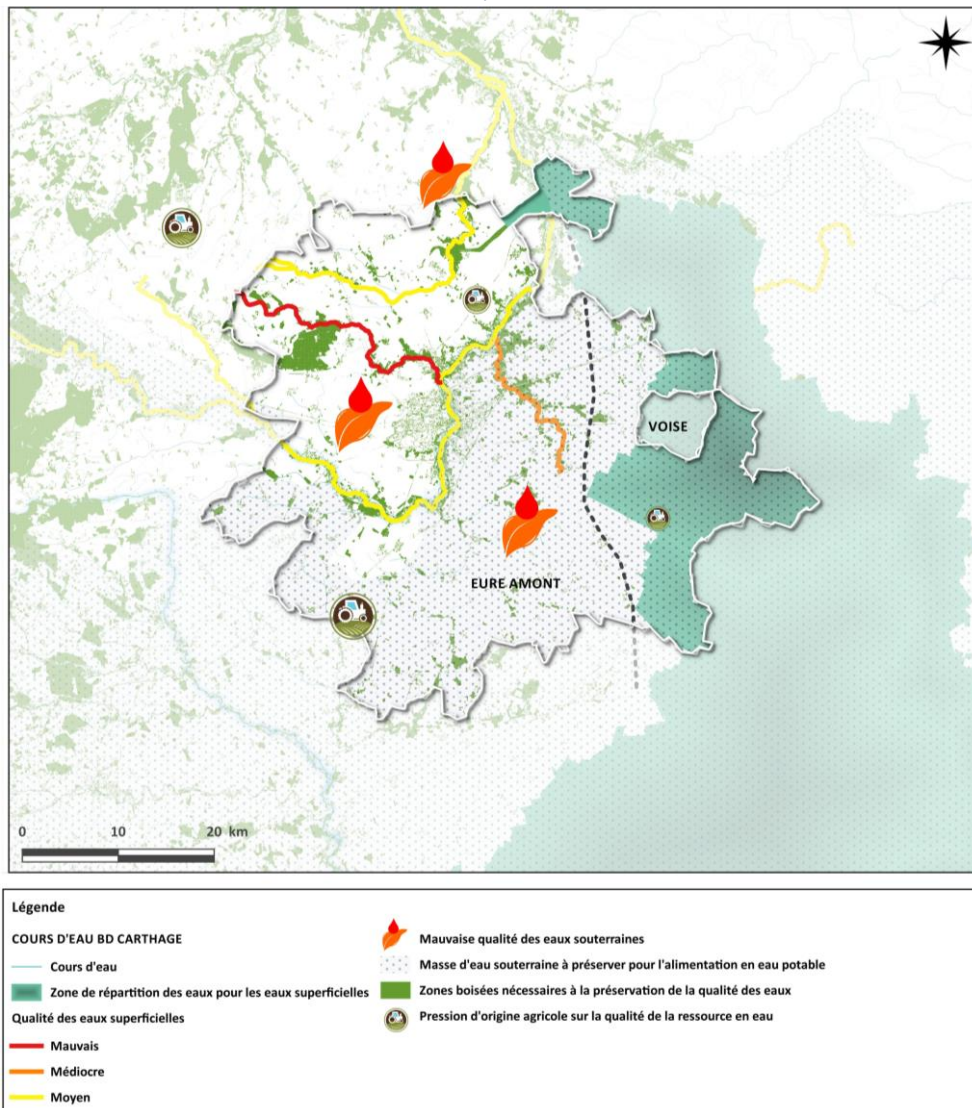 VOISE
EURE AMONT
0 10 20 km
Légende
COURS D'EAU BD CARTHAGE
Cours d'eau
Zone de répartition des eaux pour les eaux superficielles
Qualité des eaux superficielles
Mauvais
Médiocre
Moyen
Mauvaise qualité des eaux souterraines
Masse d'eau souterraine à préserver pour l'alimentation en eau potable
Zones boisées nécessaires à la préservation de la qualité des eaux
Pression d'origine agricole sur la qualité de la ressource en eau